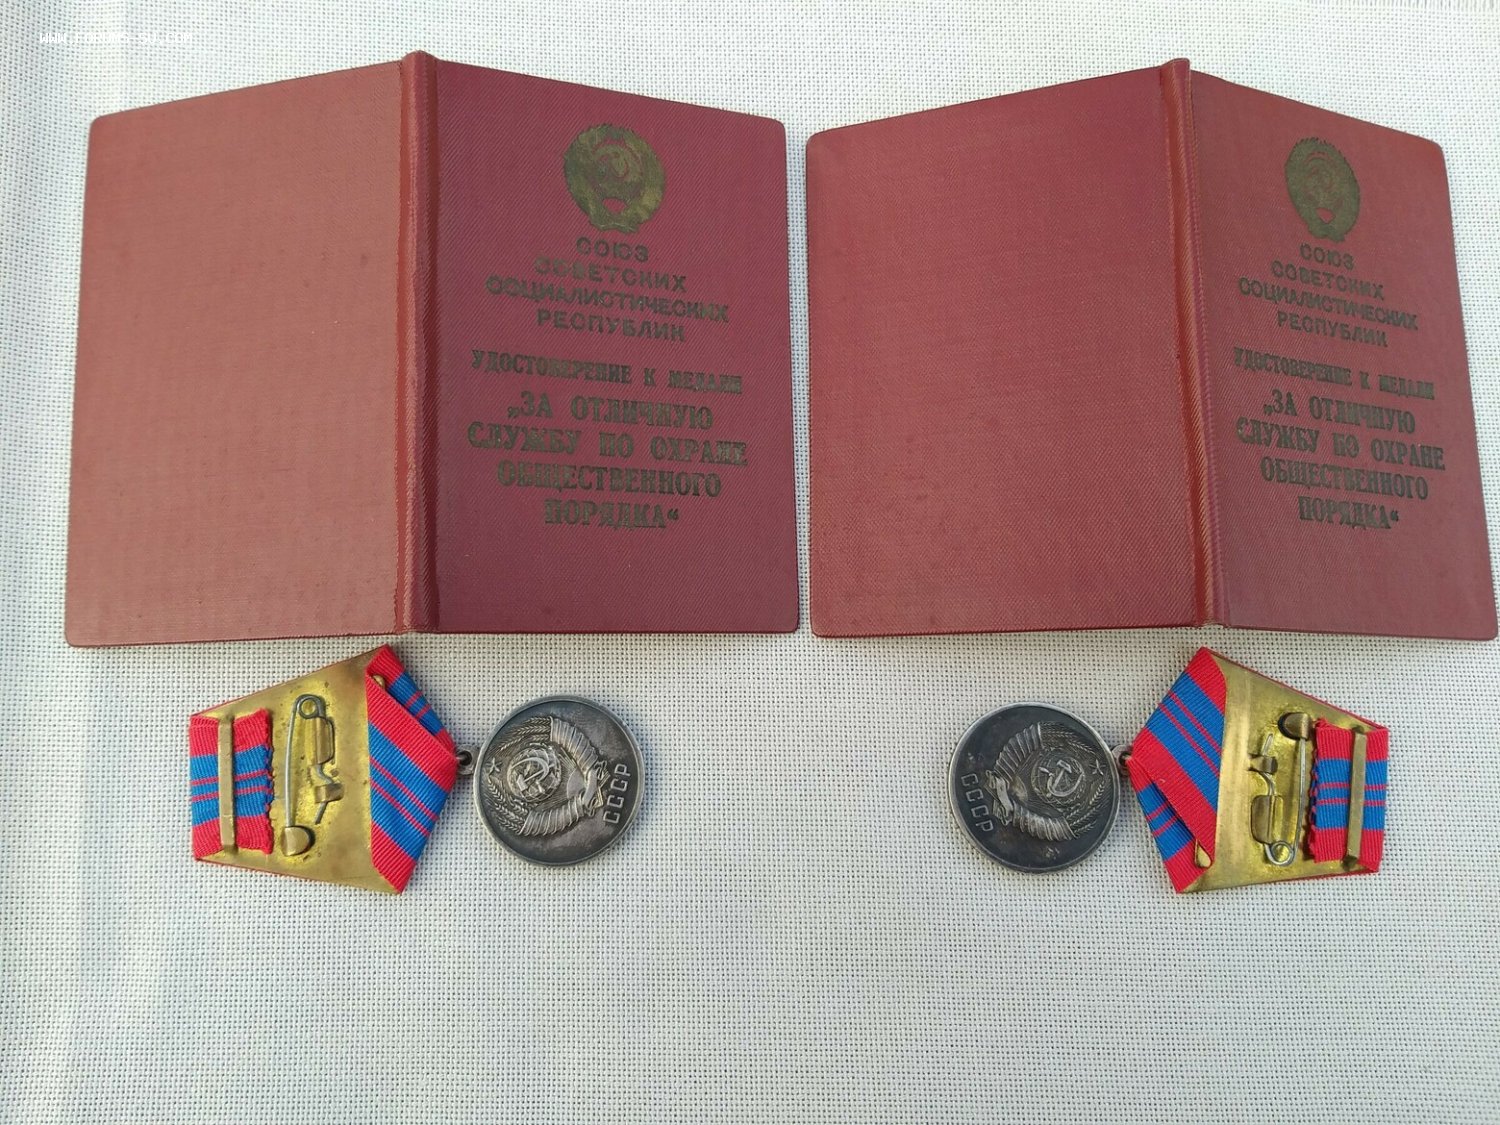 СОЮЗ
СОВЕТСКИХ
СОЦИАЛИСТИЧЕСКИХ
РЕСПУБЛИК
УДОСТОВЕРЕНИЕ К МЕДАЛИ
„ЗА ОТЛИЧНУЮ
СЛУЖБУ ПО ОХРАНЕ
ОБЩЕСТВЕННОГО
ПОРЯДКА“
СОЮЗ
СОВЕТСКИХ
СОЦИАЛИСТИЧЕСКИХ
РЕСПУБЛИК
УДОСТОВЕРЕНИЕ К МЕДАЛИ
„ЗА ОТЛИЧНУЮ
СЛУЖБУ ПО ОХРАНЕ
ОБЩЕСТВЕННОГО
ПОРЯДКА“
СССР
СССР